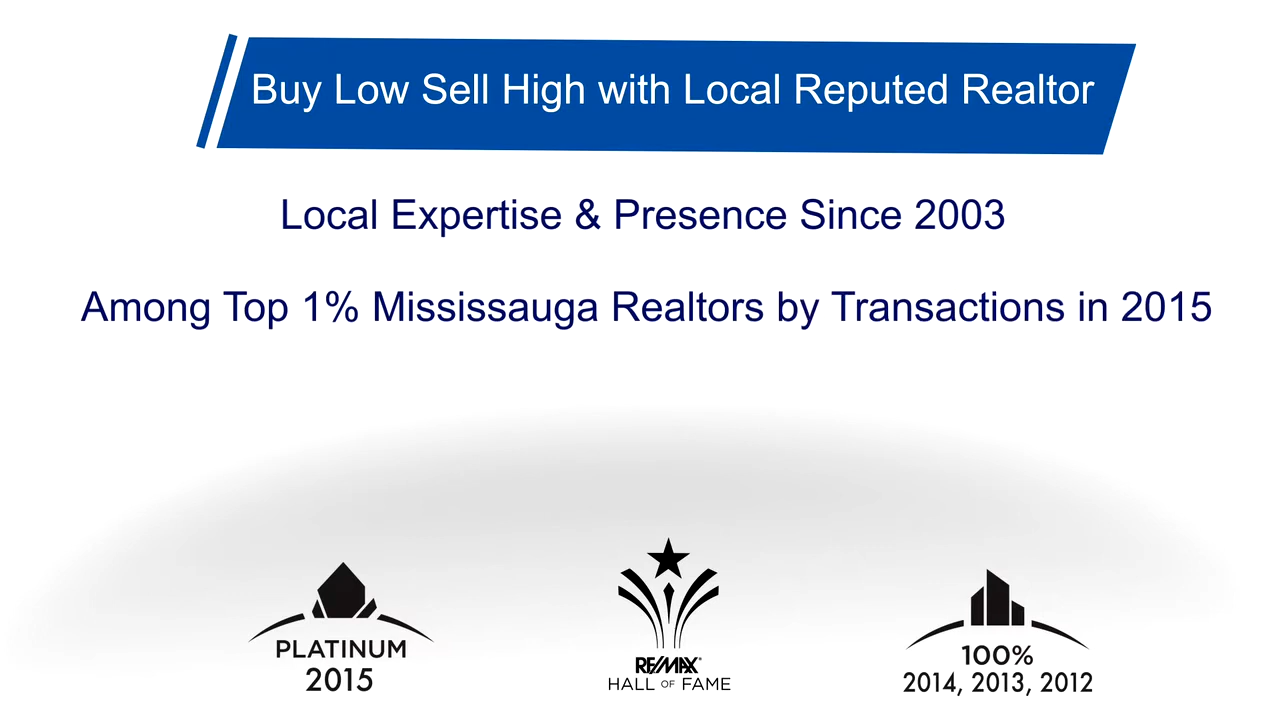 Buy Low Sell High with Local Reputed Realtor
Local Expertise & Presence Since 2003
Among Top 1% Mississauga Realtors by Transactions in 2015
PLATINUM
2015
RE/MAX®
HALL OF FAME
100%
2014, 2013, 2012